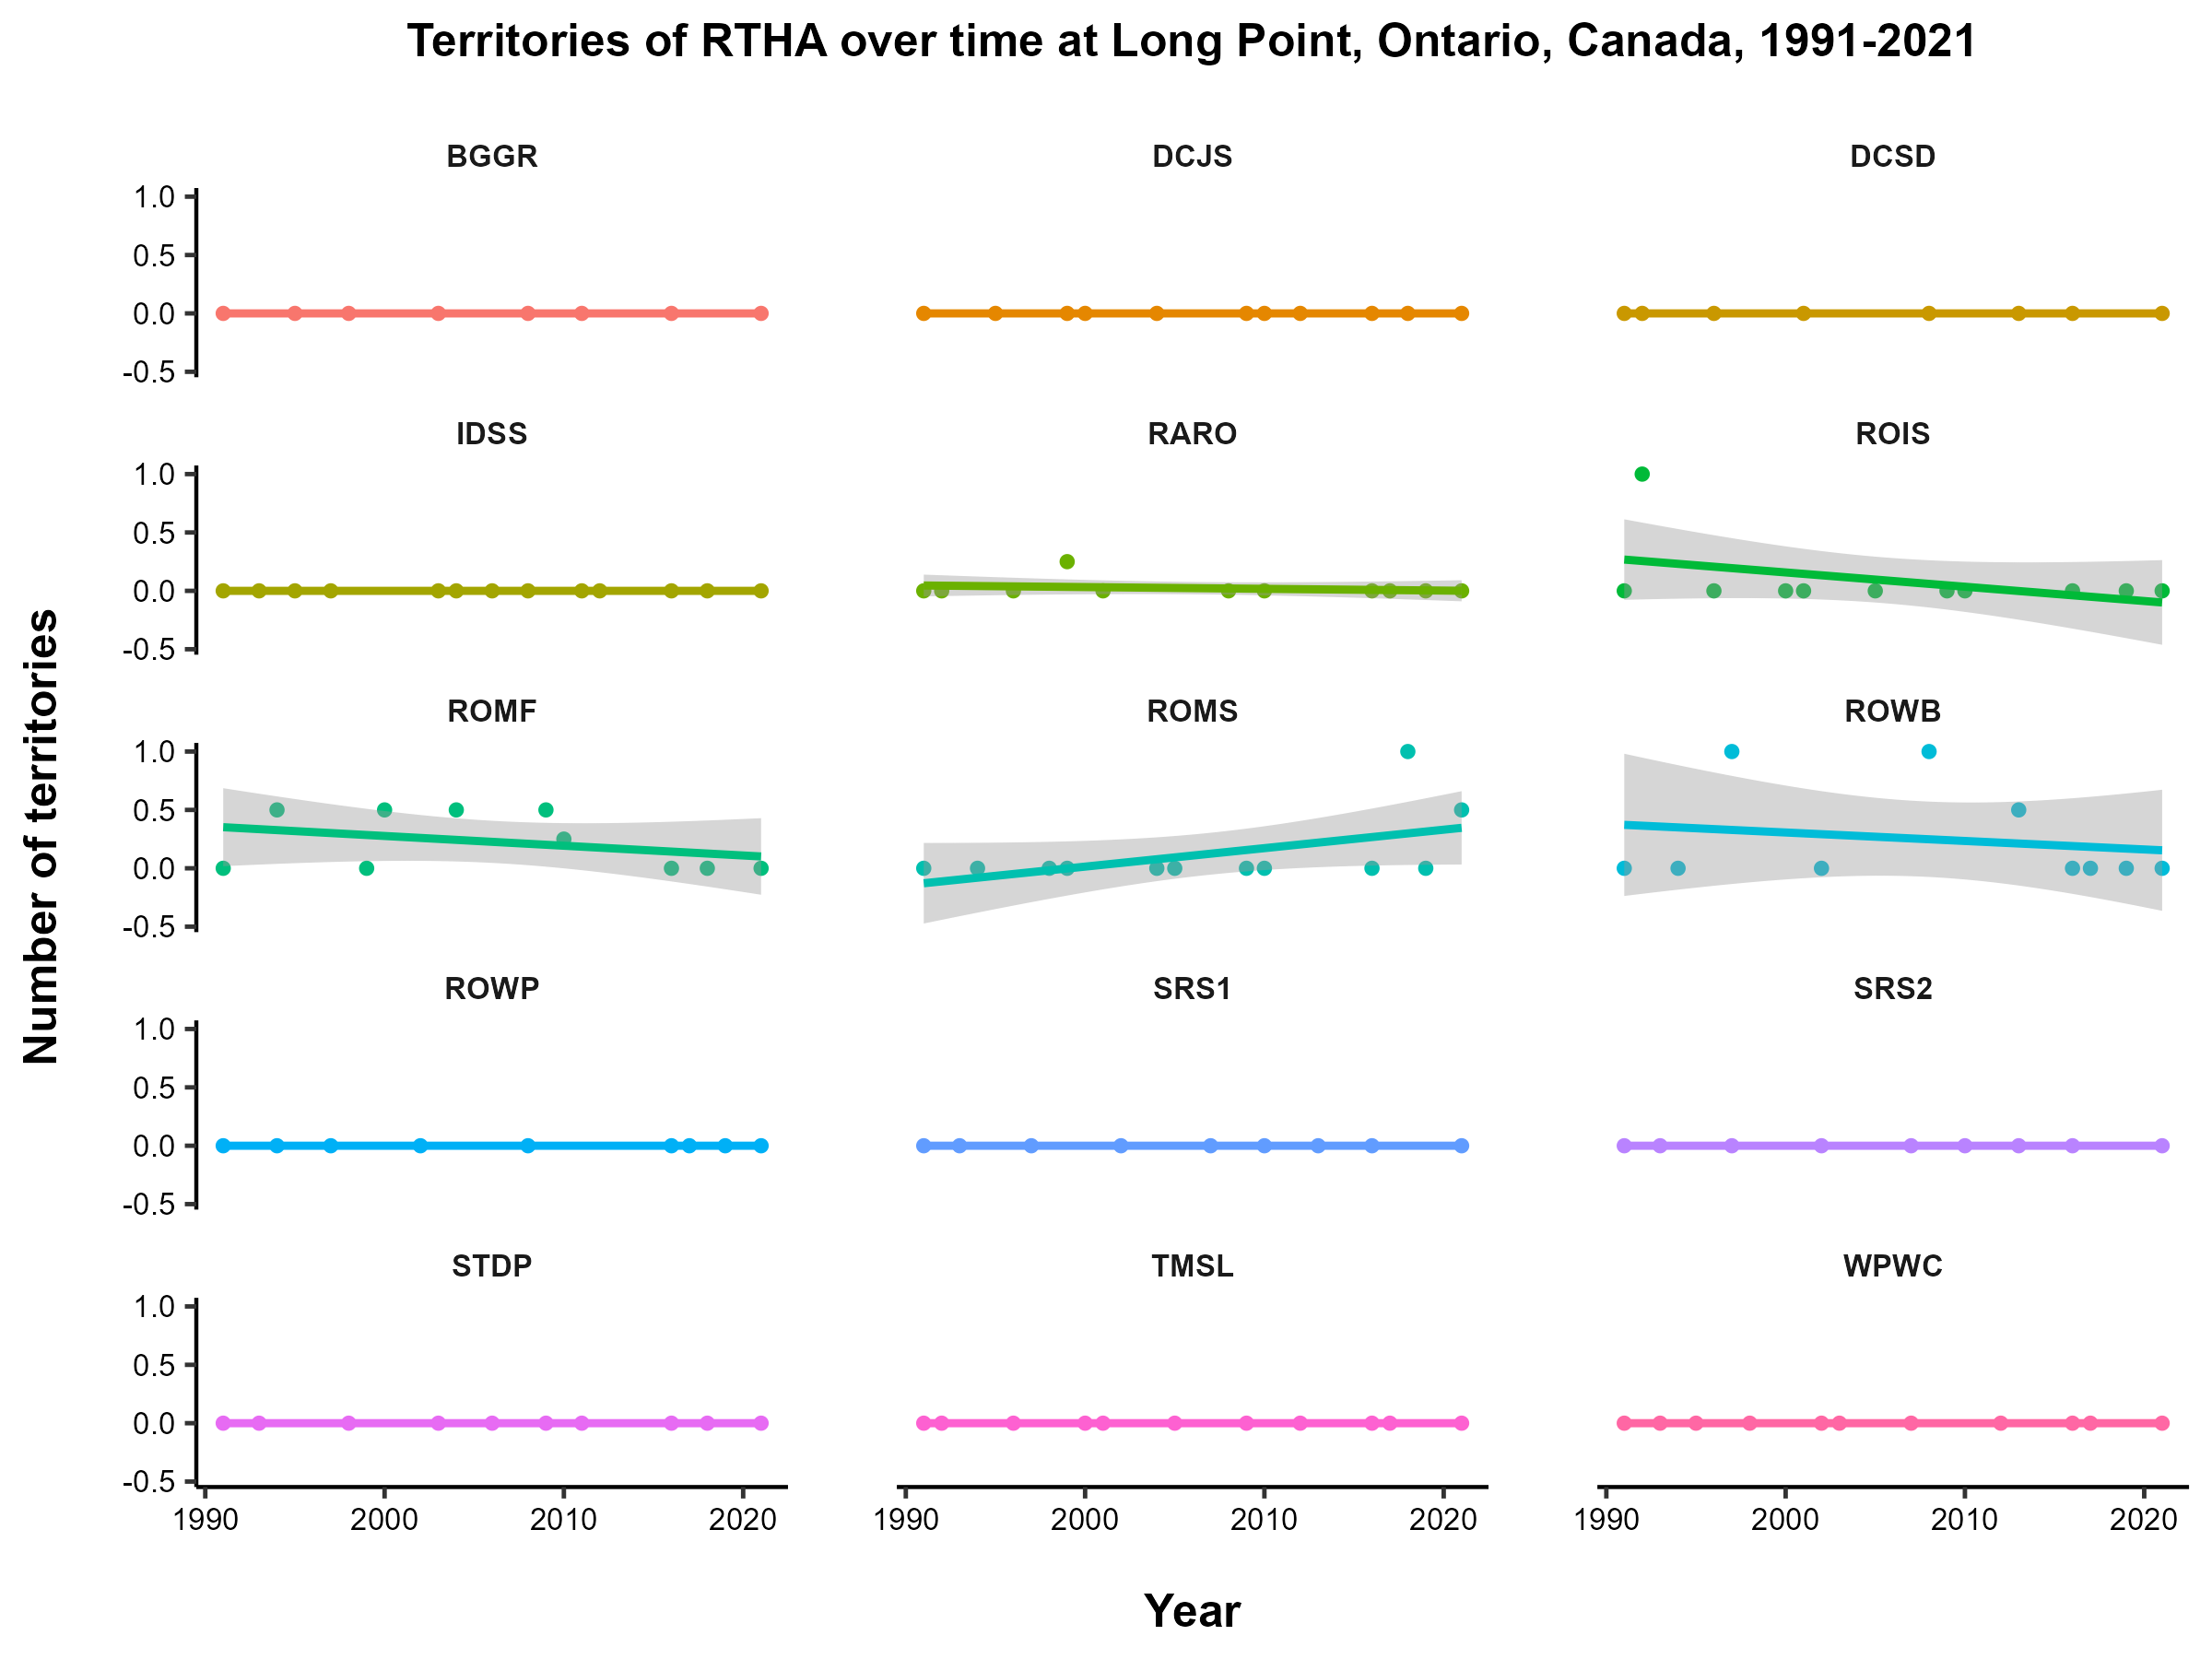 Territories of RTHA over time at Long Point, Ontario, Canada, 1991-2021
BGGR DCJS DCSD
1.0
0.5
0.0
-0.5
IDSS RARO ROIS
1.0
0.5
0.0
-0.5
ROMF ROMS ROWB
1.0
0.5
0.0
-0.5
ROWP SRS1 SRS2
1.0
0.5
0.0
-0.5
STDP TMSL WPWC
1.0
0.5
0.0
-0.5
1990 2000 2010 2020 1990 2000 2010 2020 1990 2000 2010 2020
Number of territories
Year